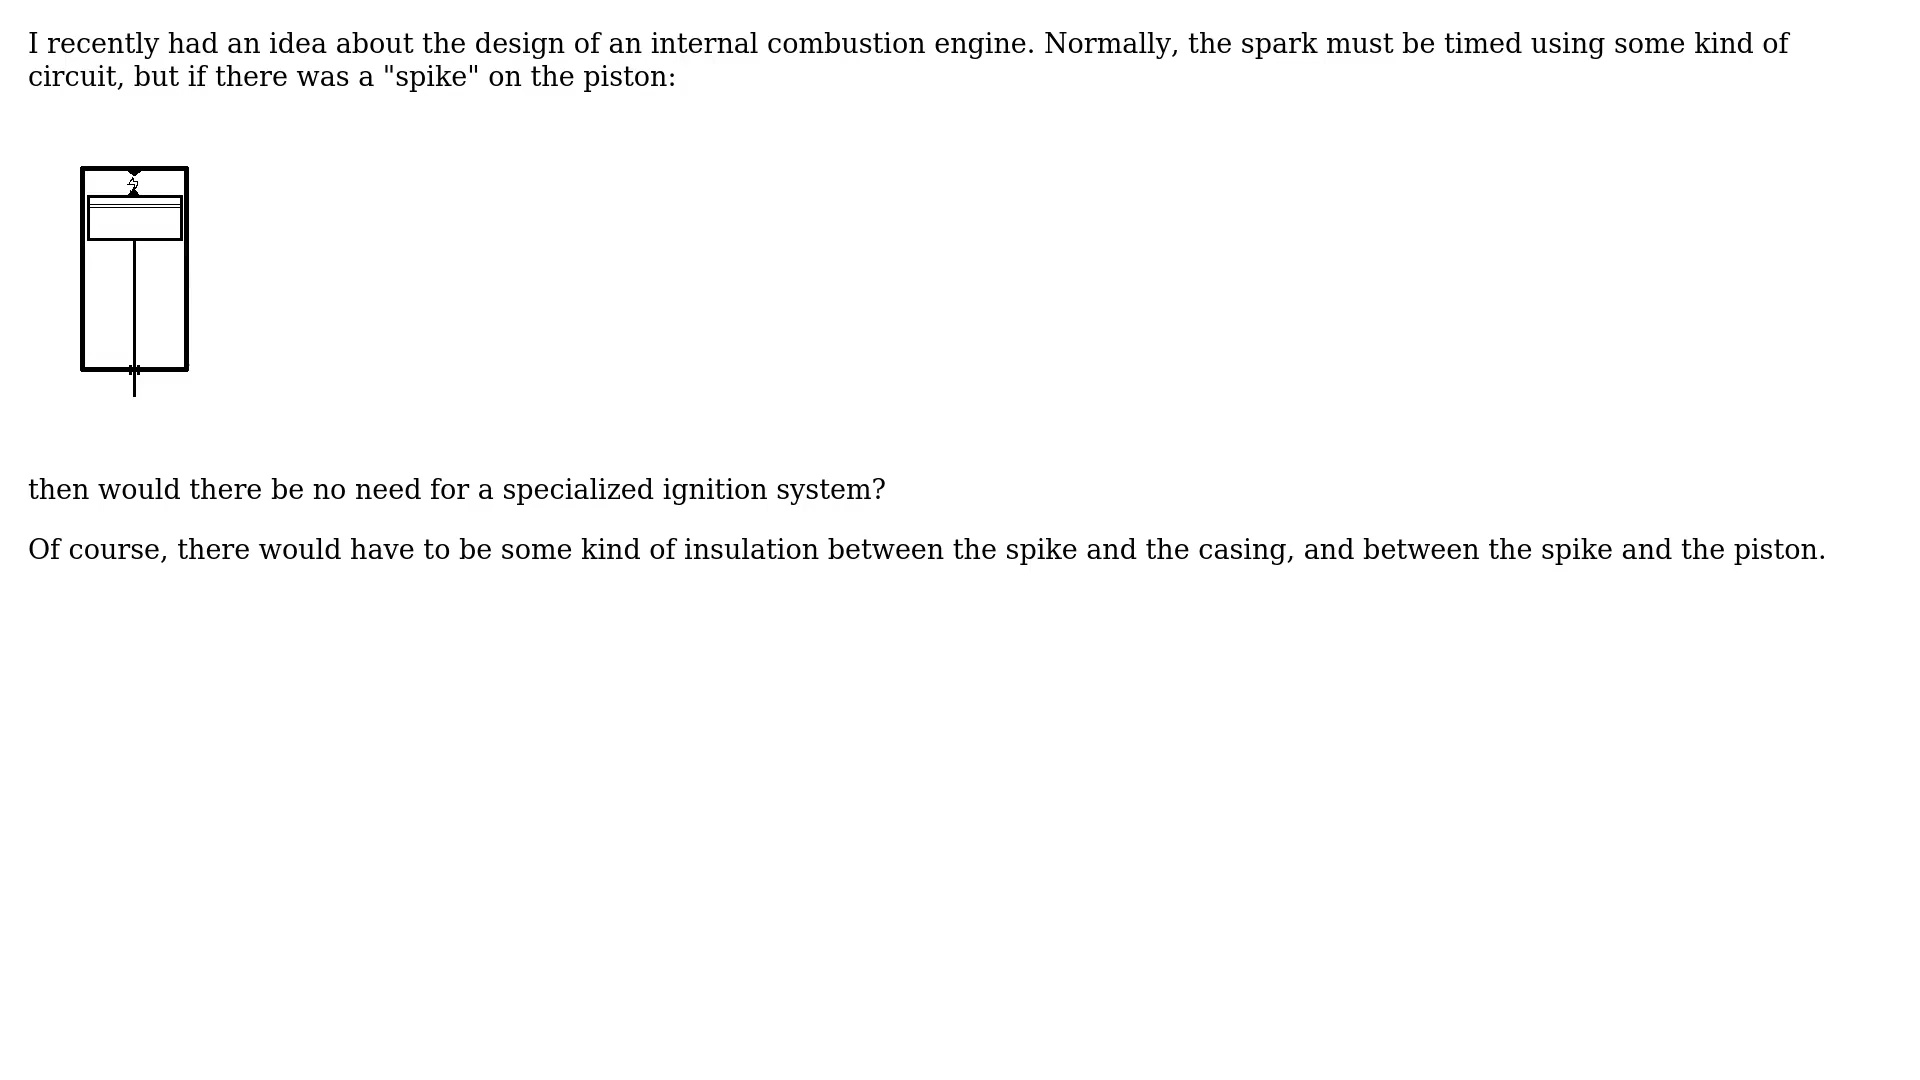 I recently had an idea about the design of an internal combustion engine. Normally, the spark must be timed using some kind of
circuit, but if there was a "spike" on the piston:
then would there be no need for a specialized ignition system?
Of course, there would have to be some kind of insulation between the spike and the casing, and between the spike and the piston.